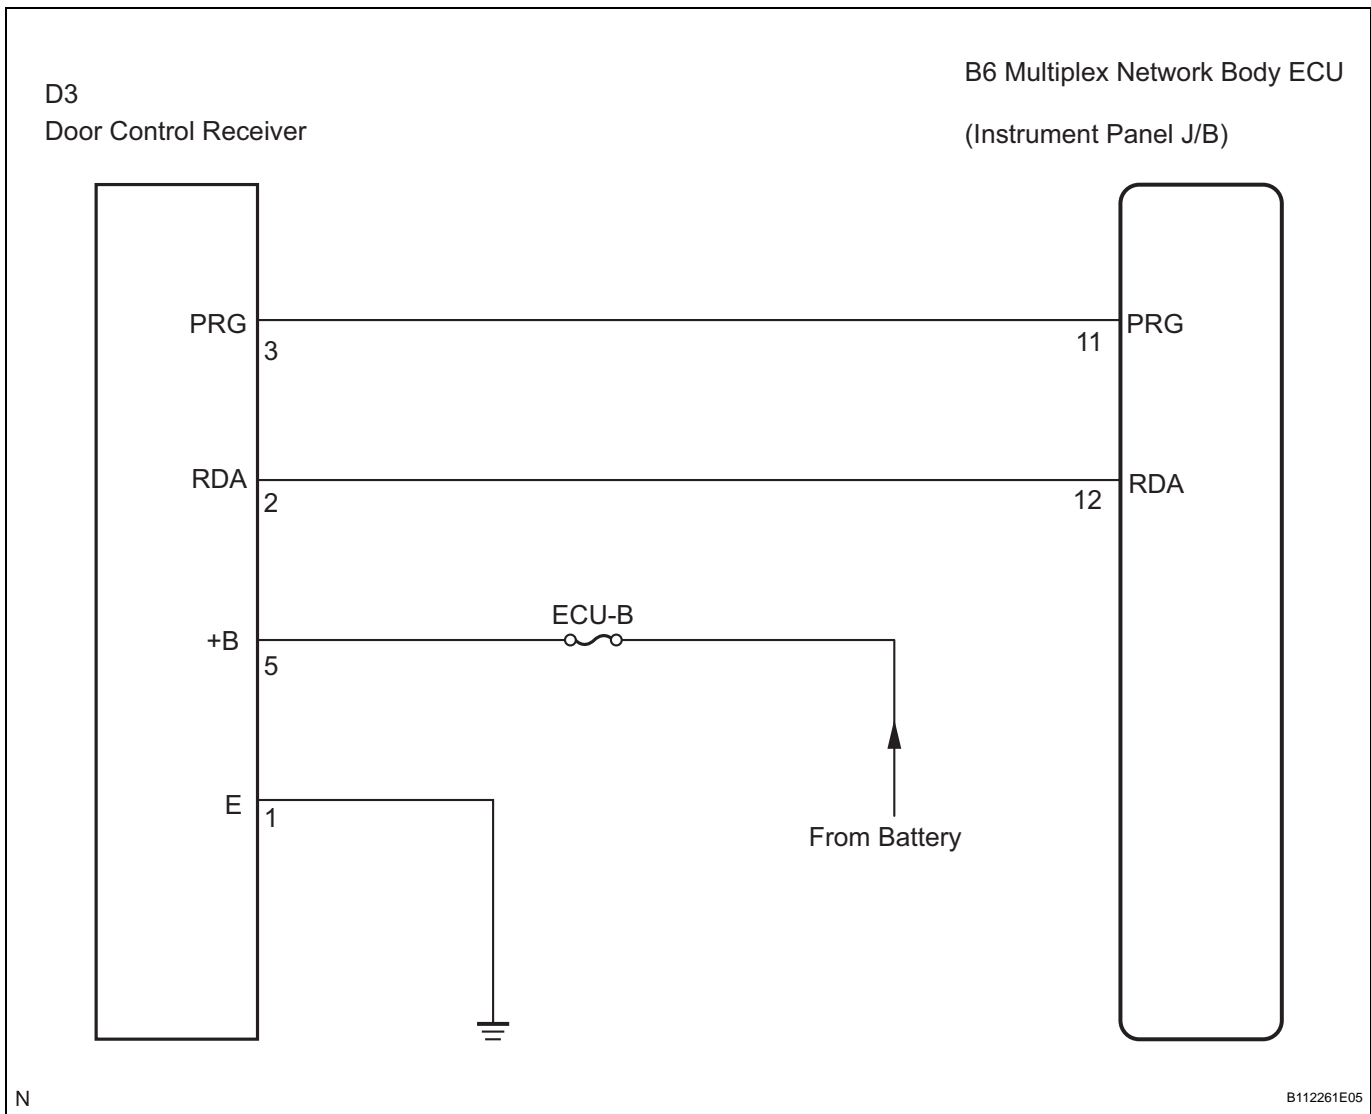 D3
Door Control Receiver
B6 Multiplex Network Body ECU
(Instrument Panel J/B)
PRG
3
11
PRG
RDA
2
12
RDA
ECU-B
+B
5
E
1
From Battery
N
B112261E05